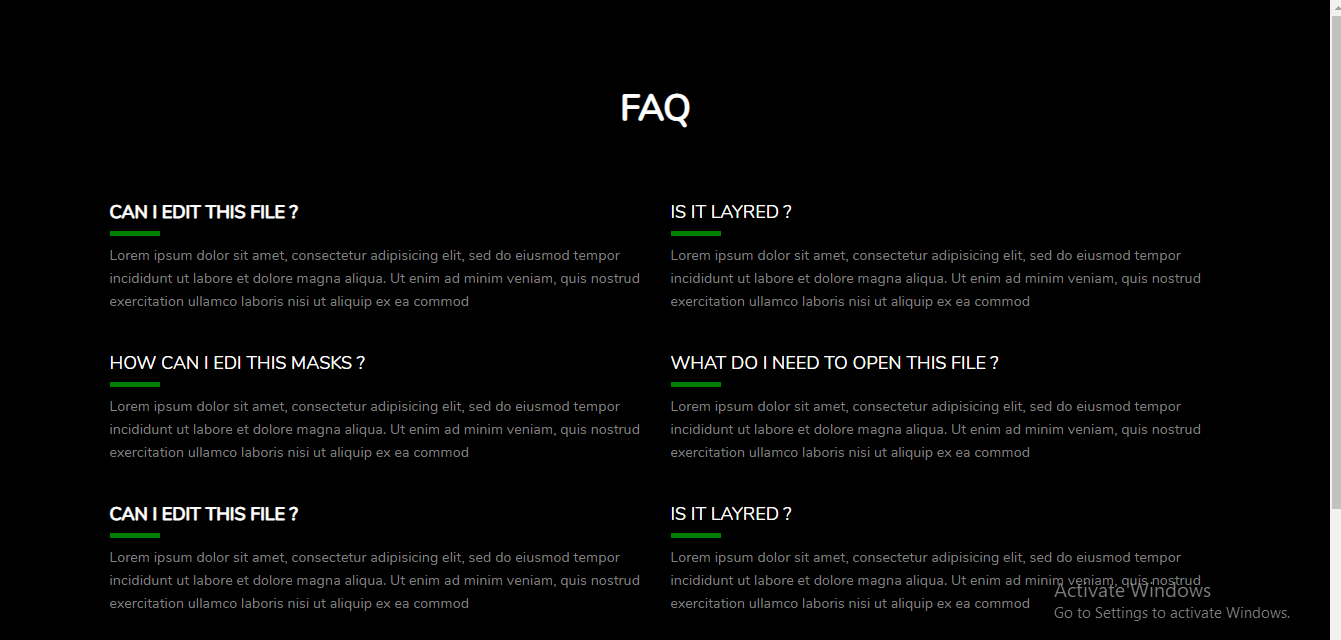 FAQ
CAN I EDIT THIS FILE ?
Lorem ipsum dolor sit amet, consectetur adipisicing elit, sed do eiusmod tempor
incididunt ut labore et dolore magna aliqua. Ut enim ad minim veniam, quis nostrud
exercitation ullamco laboris nisi ut aliquip ex ea commod
IS IT LAYRED ?
Lorem ipsum dolor sit amet, consectetur adipisicing elit, sed do eiusmod tempor
incididunt ut labore et dolore magna aliqua. Ut enim ad minim veniam, quis nostrud
exercitation ullamco laboris nisi ut aliquip ex ea commod
HOW CAN I EDI THIS MASKS ?
Lorem ipsum dolor sit amet, consectetur adipisicing elit, sed do eiusmod tempor
incididunt ut labore et dolore magna aliqua. Ut enim ad minim veniam, quis nostrud
exercitation ullamco laboris nisi ut aliquip ex ea commod
WHAT DO I NEED TO OPEN THIS FILE ?
Lorem ipsum dolor sit amet, consectetur adipisicing elit, sed do eiusmod tempor
incididunt ut labore et dolore magna aliqua. Ut enim ad minim veniam, quis nostrud
exercitation ullamco laboris nisi ut aliquip ex ea commod
CAN I EDIT THIS FILE ?
Lorem ipsum dolor sit amet, consectetur adipisicing elit, sed do eiusmod tempor
incididunt ut labore et dolore magna aliqua. Ut enim ad minim veniam, quis nostrud
exercitation ullamco laboris nisi ut aliquip ex ea commod
IS IT LAYRED ?
Lorem ipsum dolor sit amet, consectetur adipisicing elit, sed do eiusmod tempor
incididunt ut labore et dolore magna aliqua. Ut enim ad minim veniam, quis nostrud
exercitation ullamco laboris nisi ut aliquip ex ea commod
Activate Windows
Go to Settings to activate Windows.